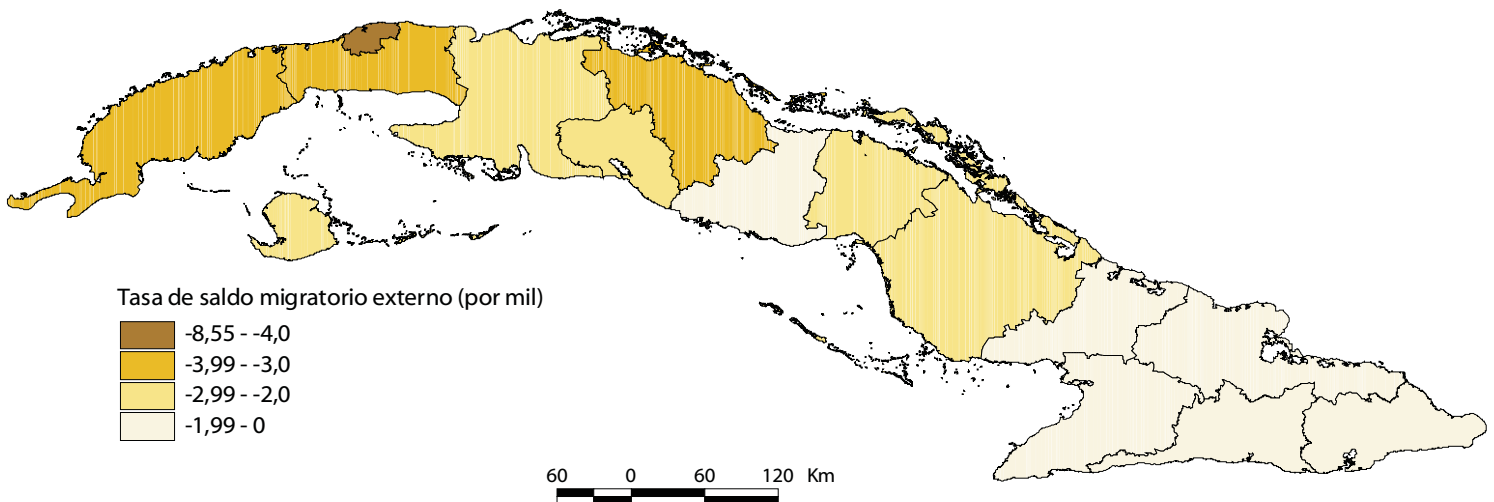 Tasa de saldo migratorio externo (por mil)
-8,55 - -4,0
-3,99 - -3,0
-2,99 - -2,0
-1,99 - 0
60 0 60 120 Km